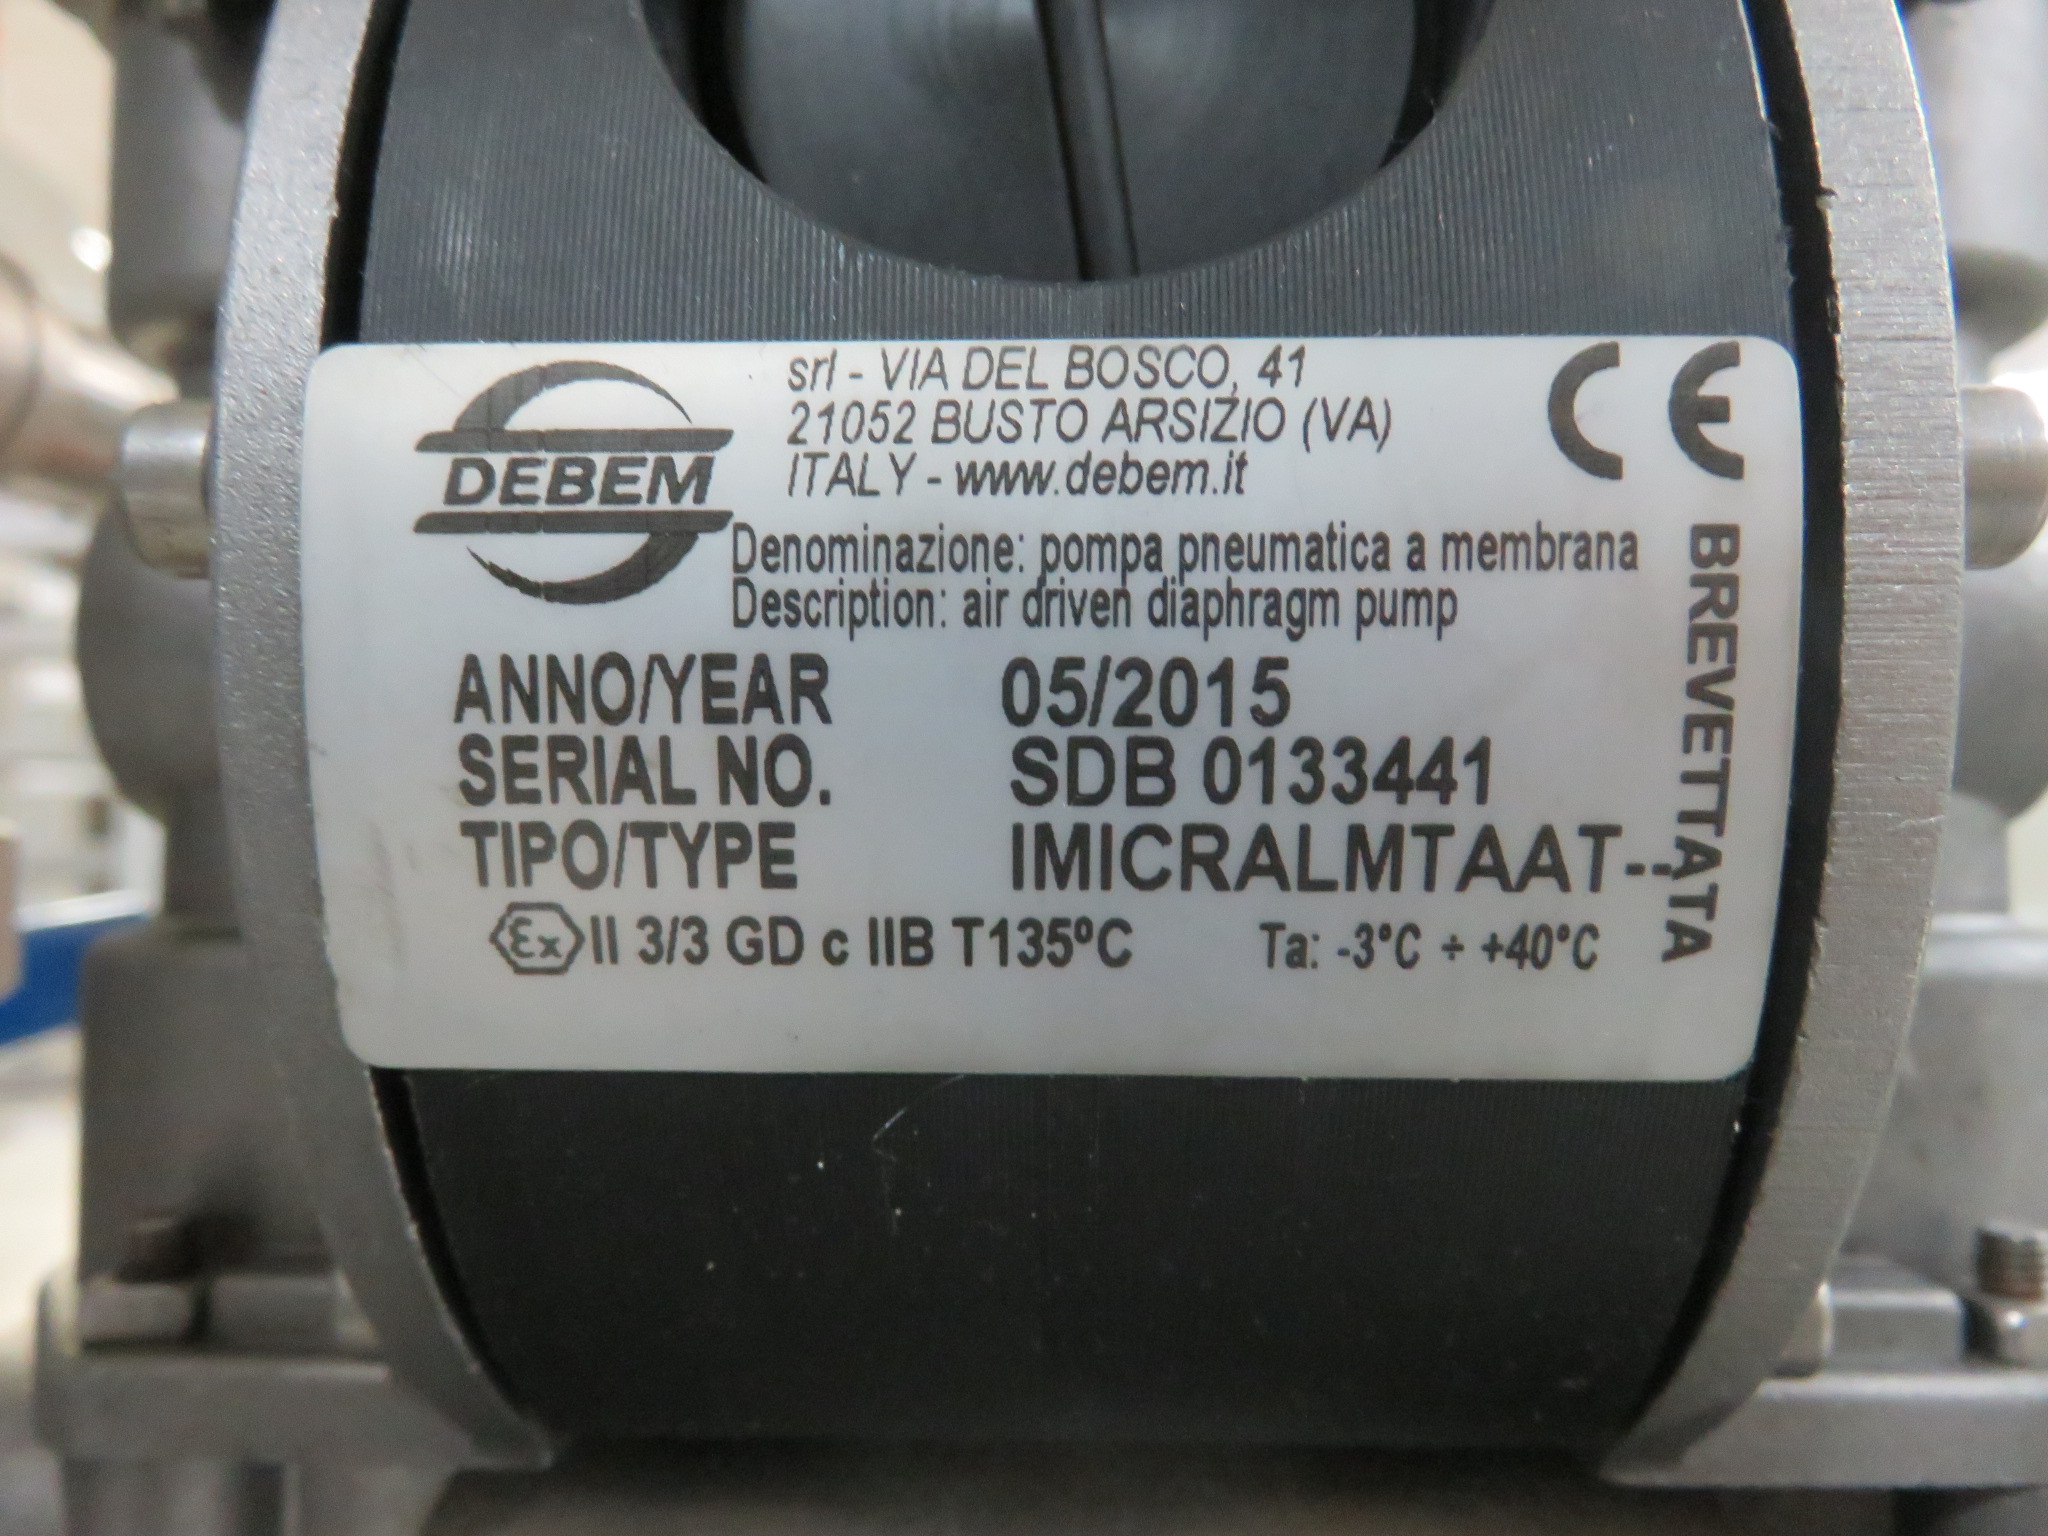 DEBEM
srl - VIA DEL BOSCO, 41
21052 BUSTO ARSIZIO (VA)
ITALY - www.debem.it
CE
Denominazione: pompa pneumatica a membrana
Description: air driven diaphragm pump
ANNO/YEAR 05/2015
SERIAL NO. SDB 0133441
TIPO/TYPE IMICRALMTAAT--
Ex II 3/3 GD c IIB T135ºC Ta: -3°C ÷ +40°C
BREVETTATA